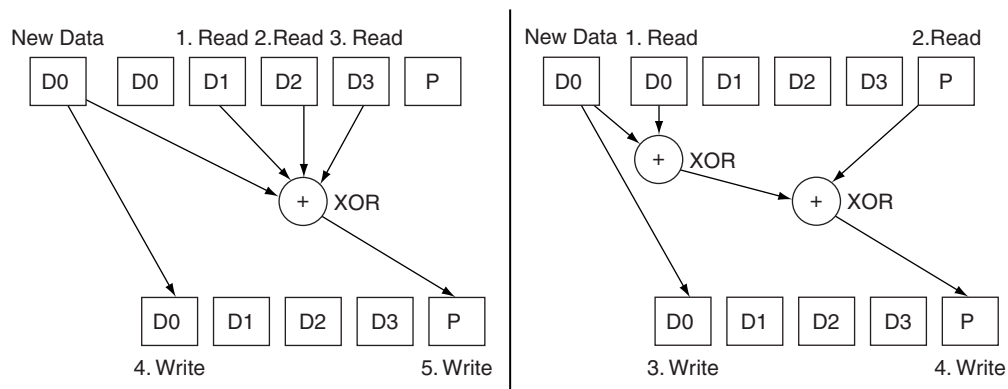 New Data 1. Read 2.Read 3. Read
D0 D0 D1 D2 D3 P
+ XOR
D0 D1 D2 D3 P
4. Write 5. Write
New Data 1. Read 2.Read
D0 D0 D1 D2 D3 P
+ XOR
+ XOR
D0 D1 D2 D3 P
3. Write 4. Write